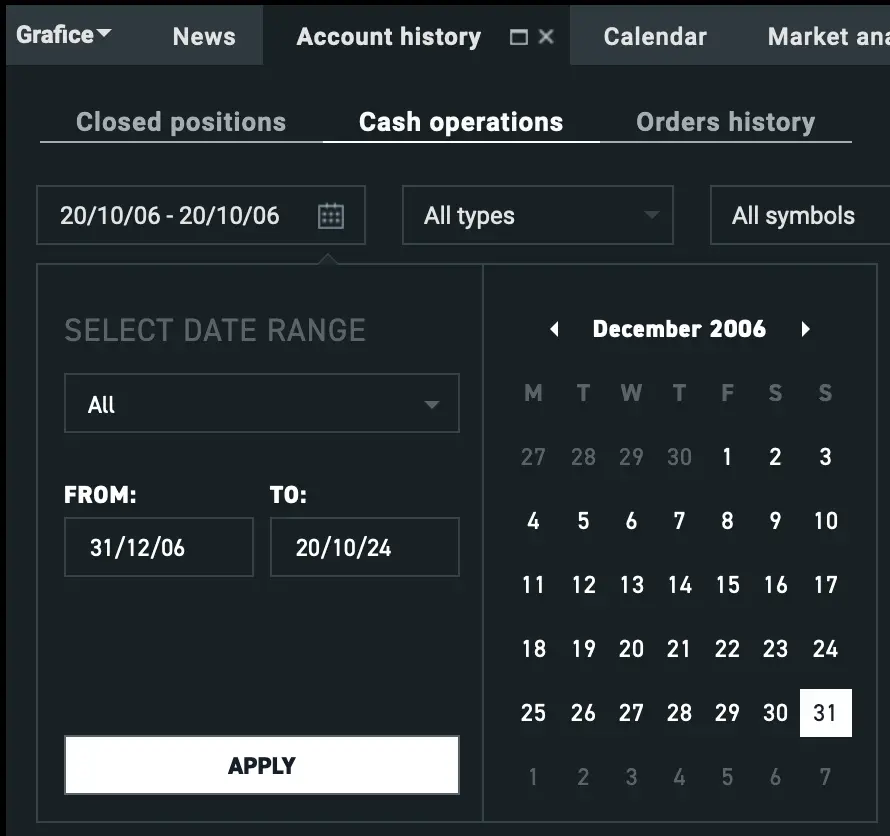 Grafice News Account history Calendar Market ana
Closed positions Cash operations Orders history
20/10/06 - 20/10/06 All types All symbols
SELECT DATE RANGE
All
FROM: TO:
31/12/06 20/10/24
APPLY
December 2006
M T W T F S S
27 28 29 30 1 2 3
4 5 6 7 8 9 10
11 12 13 14 15 16 17
18 19 20 21 22 23 24
25 26 27 28 29 30 31
1 2 3 4 5 6 7